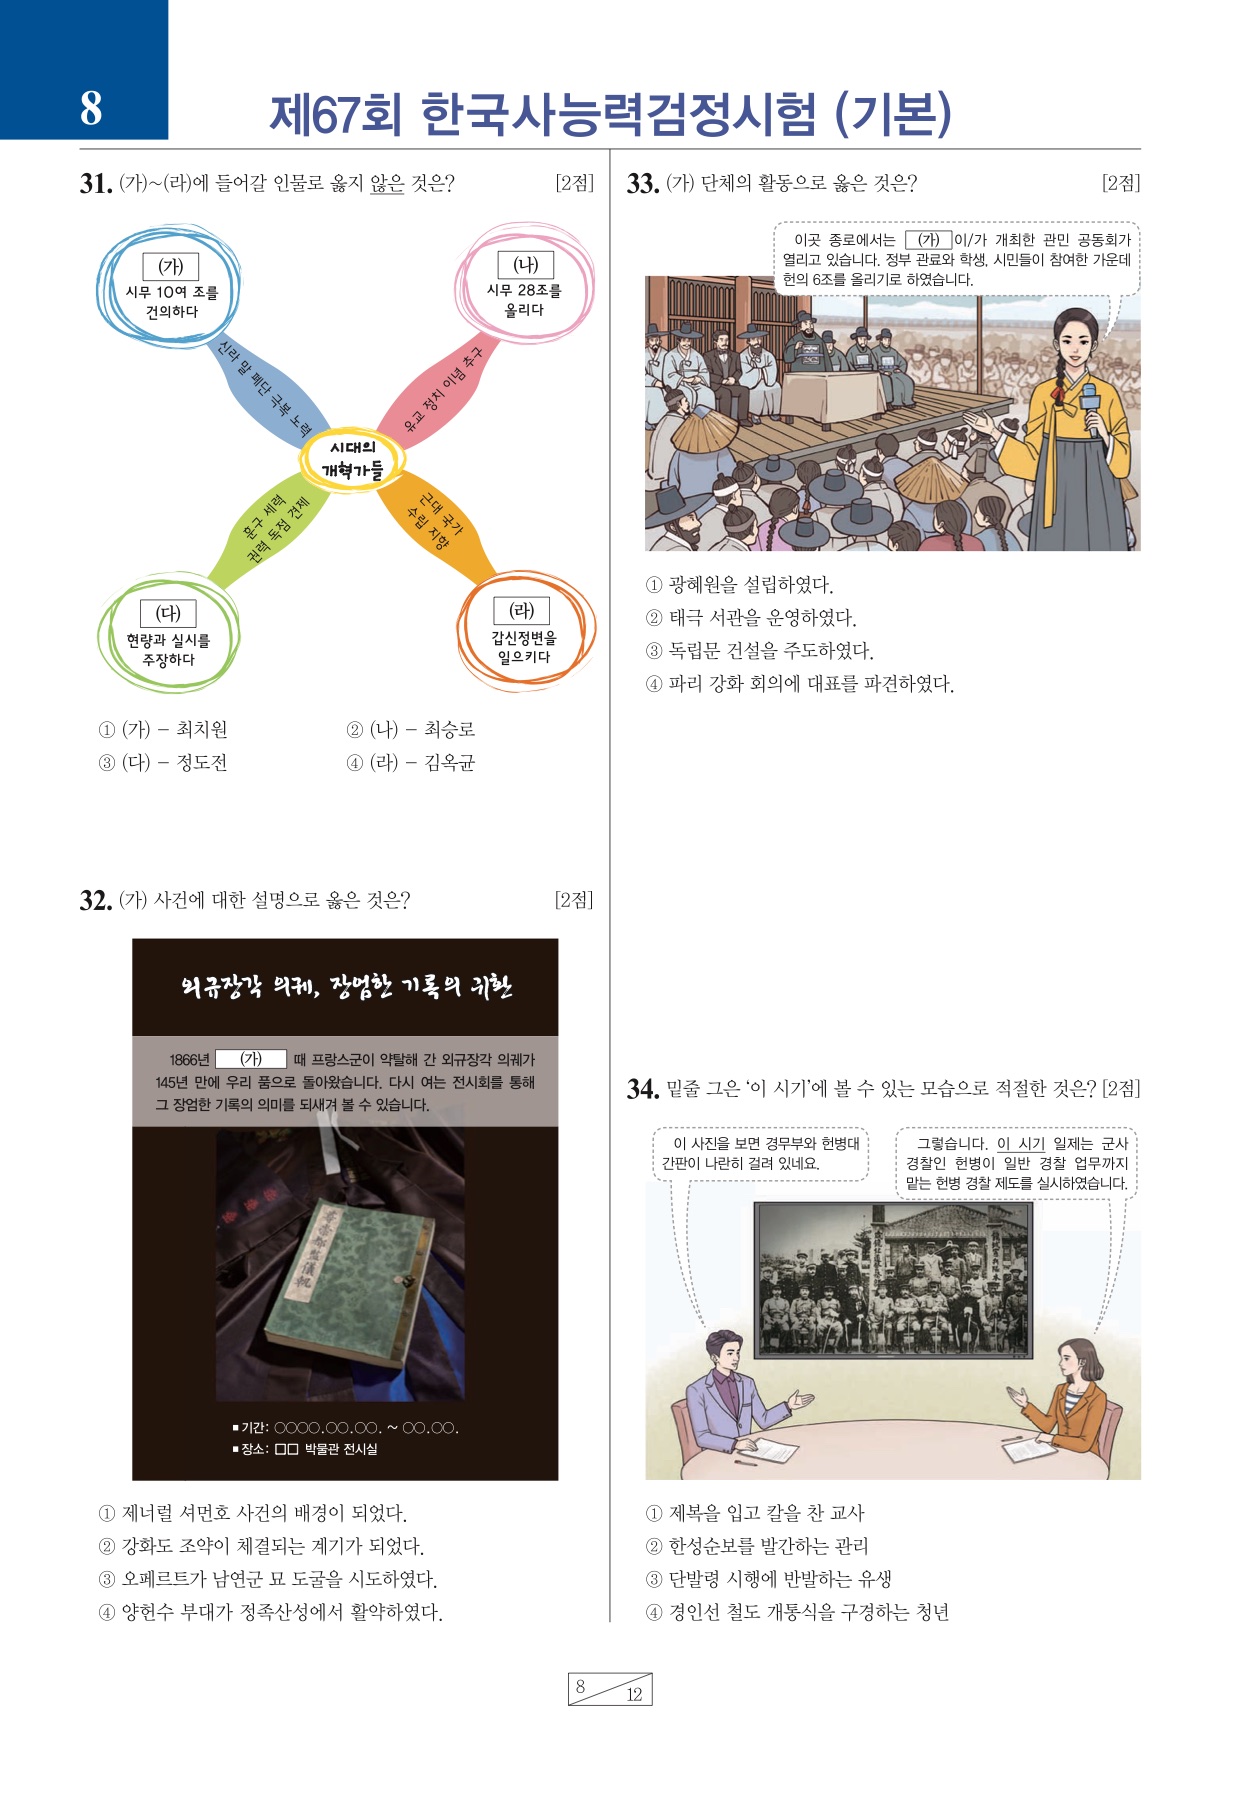 8
제67회 한국사능력검정시험 (기본)
31. (가)~(라)에 들어갈 인물로 옳지 않은 것은? [2점]
(가)
시무 10여 조를
건의하다
(나)
시무 28조를
올리다
신라 말 폐단 극복 노력
유교 정치 이념 추구
시대의
개혁가들
훈구 세력
권력 독점 견제
근대 국가
수립 지향
(다)
현량과 실시를
주장하다
(라)
갑신정변을
일으키다
① (가) – 최치원
② (나) – 최승로
③ (다) – 정도전
④ (라) – 김옥균
32. (가) 사건에 대한 설명으로 옳은 것은? [2점]
외규장각 의궤, 장엄한 기록의 귀환
1866년 (가) 때 프랑스군이 약탈해 간 외규장각 의궤가
145년 만에 우리 품으로 돌아왔습니다. 다시 여는 전시회를 통해
그 장엄한 기록의 의미를 되새겨 볼 수 있습니다.
■ 기간: ○○○○.○○.○○. ~ ○○.○○.
■ 장소: □□ 박물관 전시실
① 제너럴 셔먼호 사건의 배경이 되었다.
② 강화도 조약이 체결되는 계기가 되었다.
③ 오페르트가 남연군 묘 도굴을 시도하였다.
④ 양헌수 부대가 정족산성에서 활약하였다.
33. (가) 단체의 활동으로 옳은 것은? [2점]
이곳 종로에서는 (가) 이/가 개최한 관민 공동회가
열리고 있습니다. 정부 관료와 학생, 시민들이 참여한 가운데
헌의 6조를 올리기로 하였습니다.
① 광혜원을 설립하였다.
② 태극 서관을 운영하였다.
③ 독립문 건설을 주도하였다.
④ 파리 강화 회의에 대표를 파견하였다.
34. 밑줄 그은 ‘이 시기’에 볼 수 있는 모습으로 적절한 것은? [2점]
이 사진을 보면 경무부와 헌병대
간판이 나란히 걸려 있네요.
그렇습니다. 이 시기 일제는 군사
경찰인 헌병이 일반 경찰 업무까지
맡는 헌병 경찰 제도를 실시하였습니다.
① 제복을 입고 칼을 찬 교사
② 한성순보를 발간하는 관리
③ 단발령 시행에 반발하는 유생
④ 경인선 철도 개통식을 구경하는 청년
8
12